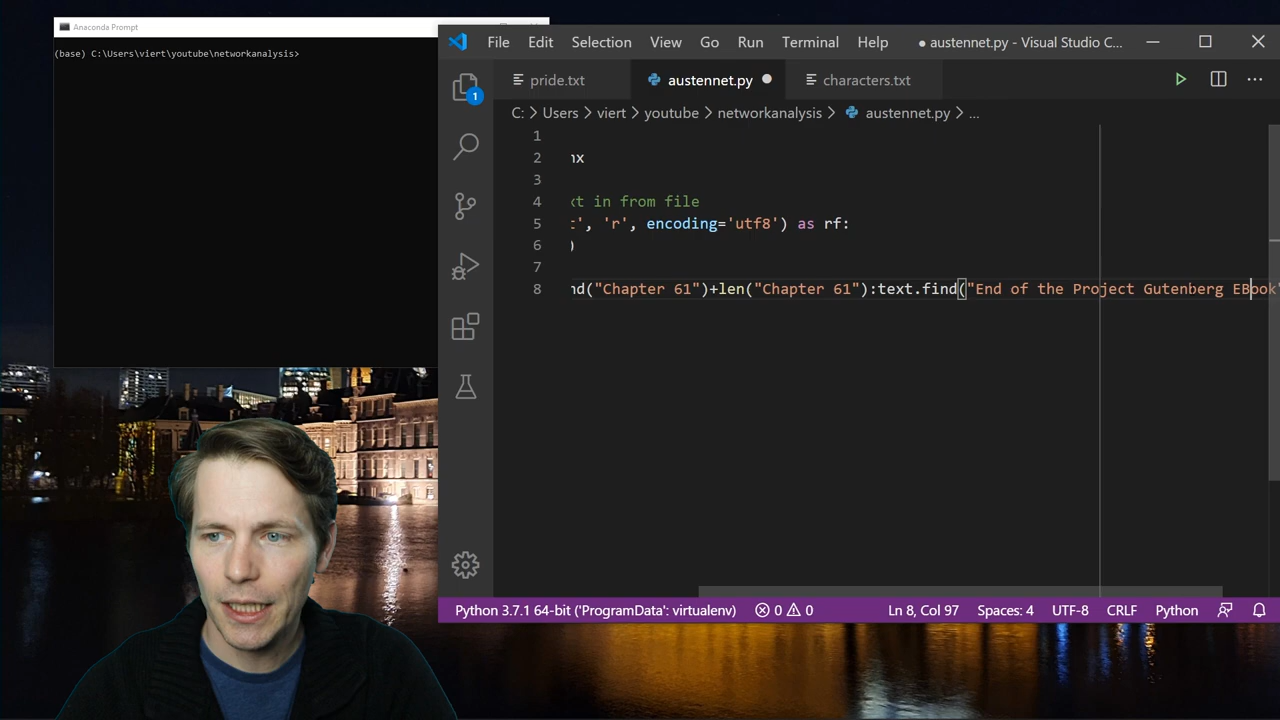 Anaconda Prompt
(base) C:\Users\viert\youtube\networkanalysis>
File Edit Selection View Go Run Terminal Help ● austennet.py - Visual Studio C...
pride.txt austennet.py ● characters.txt
1
C: > Users > viert > youtube > networkanalysis > austennet.py > ...
1
2 nx
3
4 xt in from file
5 t', 'r', encoding='utf8') as rf:
6 )
7
8 nd("Chapter 61")+len("Chapter 61"):text.find("End of the Project Gutenberg EBook"
Python 3.7.1 64-bit ('ProgramData': virtualenv) 0 0 Ln 8, Col 97 Spaces: 4 UTF-8 CRLF Python